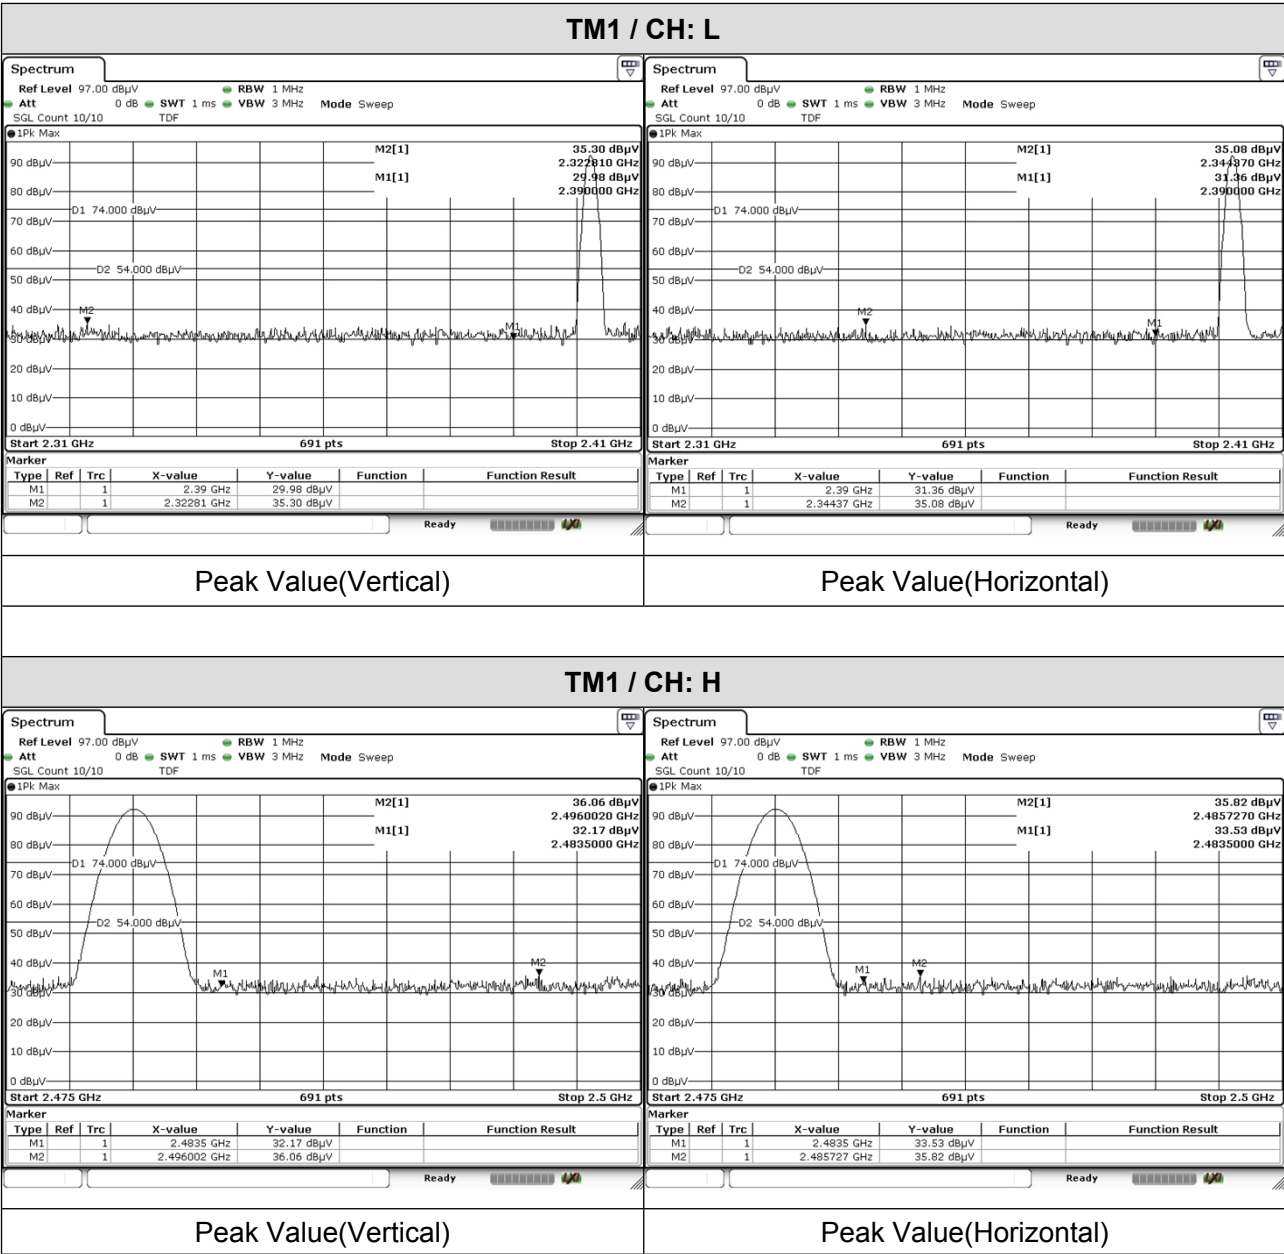 TM1 / CH: L
Spectrum
Ref Level 97.00 dBµV RBW 1 MHz
Att 0 dB SWT 1 ms VBW 3 MHz Mode Sweep
SGL Count 10/10 TDF
1Pk Max
M2[1] 35.30 dBµV
2.322810 GHz
M1[1] 29.98 dBµV
2.390000 GHz
90 dBµV
80 dBµV
D1 74.000 dBµV
70 dBµV
60 dBµV
D2 54.000 dBµV
50 dBµV
40 dBµV
M2
M1
30 dBµV
20 dBµV
10 dBµV
0 dBµV
Start 2.31 GHz 691 pts Stop 2.41 GHz
Marker
Type Ref Trc X-value Y-value Function Function Result
M1 1 2.39 GHz 29.98 dBµV
M2 1 2.32281 GHz 35.30 dBµV
Ready LXI
Spectrum
Ref Level 97.00 dBµV RBW 1 MHz
Att 0 dB SWT 1 ms VBW 3 MHz Mode Sweep
SGL Count 10/10 TDF
1Pk Max
M2[1] 35.08 dBµV
2.344370 GHz
M1[1] 31.36 dBµV
2.390000 GHz
90 dBµV
80 dBµV
D1 74.000 dBµV
70 dBµV
60 dBµV
D2 54.000 dBµV
50 dBµV
40 dBµV
M2
M1
30 dBµV
20 dBµV
10 dBµV
0 dBµV
Start 2.31 GHz 691 pts Stop 2.41 GHz
Marker
Type Ref Trc X-value Y-value Function Function Result
M1 1 2.39 GHz 31.36 dBµV
M2 1 2.34437 GHz 35.08 dBµV
Ready LXI
Peak Value(Vertical) Peak Value(Horizontal)
TM1 / CH: H
Spectrum
Ref Level 97.00 dBµV RBW 1 MHz
Att 0 dB SWT 1 ms VBW 3 MHz Mode Sweep
SGL Count 10/10 TDF
1Pk Max
M2[1] 36.06 dBµV
2.4960020 GHz
M1[1] 32.17 dBµV
2.4835000 GHz
90 dBµV
80 dBµV
D1 74.000 dBµV
70 dBµV
60 dBµV
D2 54.000 dBµV
50 dBµV
40 dBµV
M1
M2
30 dBµV
20 dBµV
10 dBµV
0 dBµV
Start 2.475 GHz 691 pts Stop 2.5 GHz
Marker
Type Ref Trc X-value Y-value Function Function Result
M1 1 2.4835 GHz 32.17 dBµV
M2 1 2.496002 GHz 36.06 dBµV
Ready LXI
Spectrum
Ref Level 97.00 dBµV RBW 1 MHz
Att 0 dB SWT 1 ms VBW 3 MHz Mode Sweep
SGL Count 10/10 TDF
1Pk Max
M2[1] 35.82 dBµV
2.4857270 GHz
M1[1] 33.53 dBµV
2.4835000 GHz
90 dBµV
80 dBµV
D1 74.000 dBµV
70 dBµV
60 dBµV
D2 54.000 dBµV
50 dBµV
40 dBµV
M1
M2
30 dBµV
20 dBµV
10 dBµV
0 dBµV
Start 2.475 GHz 691 pts Stop 2.5 GHz
Marker
Type Ref Trc X-value Y-value Function Function Result
M1 1 2.4835 GHz 33.53 dBµV
M2 1 2.485727 GHz 35.82 dBµV
Ready LXI
Peak Value(Vertical) Peak Value(Horizontal)